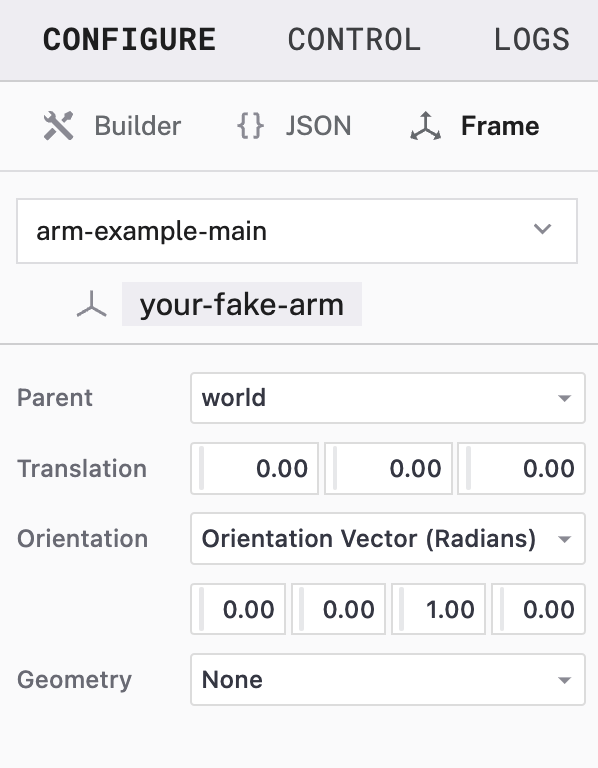 CONFIGURE CONTROL LOGS
Builder {} JSON Frame
arm-example-main
your-fake-arm
Parent world
Translation 0.00 0.00 0.00
Orientation Orientation Vector (Radians)
0.00 0.00 1.00 0.00
Geometry None